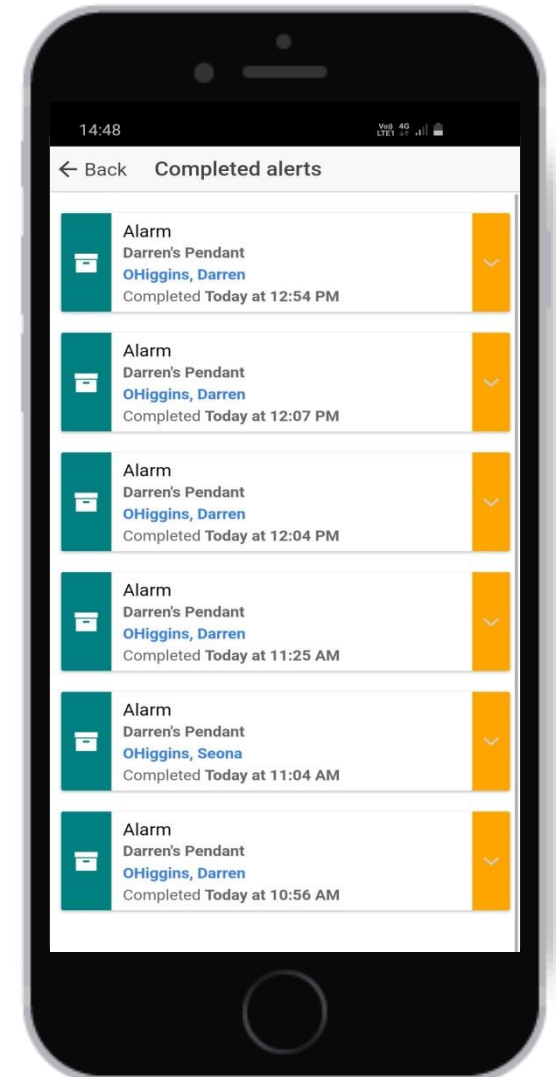 14:48 Vo)) 4G
LTE1
← Back Completed alerts
Alarm
Darren's Pendant
OHiggins, Darren
Completed Today at 12:54 PM
Alarm
Darren's Pendant
OHiggins, Darren
Completed Today at 12:07 PM
Alarm
Darren's Pendant
OHiggins, Darren
Completed Today at 12:04 PM
Alarm
Darren's Pendant
OHiggins, Darren
Completed Today at 11:25 AM
Alarm
Darren's Pendant
OHiggins, Seona
Completed Today at 11:04 AM
Alarm
Darren's Pendant
OHiggins, Darren
Completed Today at 10:56 AM